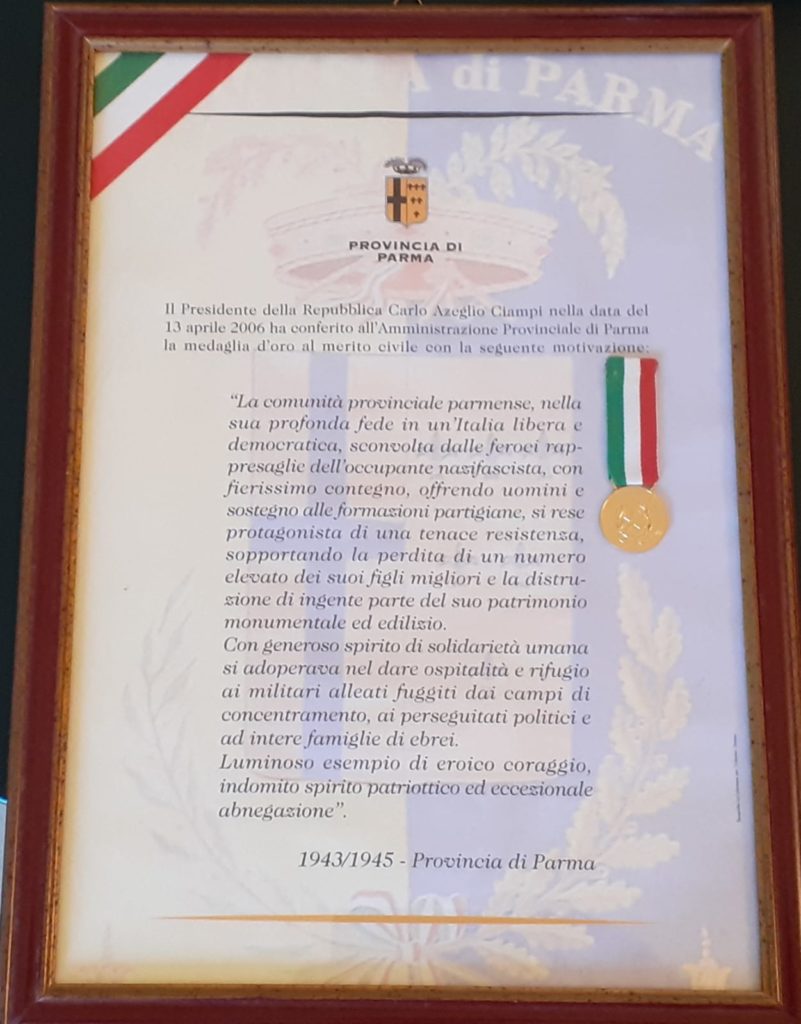 A di PARMA
PROVINCIA DI
PARMA
Il Presidente della Repubblica Carlo Azeglio Ciampi nella data del
13 aprile 2006 ha conferito all'Amministrazione Provinciale di Parma
la medaglia d'oro al merito civile con la seguente motivazione:
“La comunità provinciale parmense, nella
sua profonda fede in un'Italia libera e
democratica, sconvolta dalle feroci rap-
presaglie dell'occupante nazifascista, con
fierissimo contegno, offrendo uomini e
sostegno alle formazioni partigiane, si rese
protagonista di una tenace resistenza,
sopportando la perdita di un numero
elevato dei suoi figli migliori e la distru-
zione di ingente parte del suo patrimonio
monumentale ed edilizio.
Con generoso spirito di solidarietà umana
si adoperava nel dare ospitalità e rifugio
ai militari alleati fuggiti dai campi di
concentramento, ai perseguitati politici e
ad intere famiglie di ebrei.
Luminoso esempio di eroico coraggio,
indomito spirito patriottico ed eccezionale
abnegazione”.
1943/1945 - Provincia di Parma